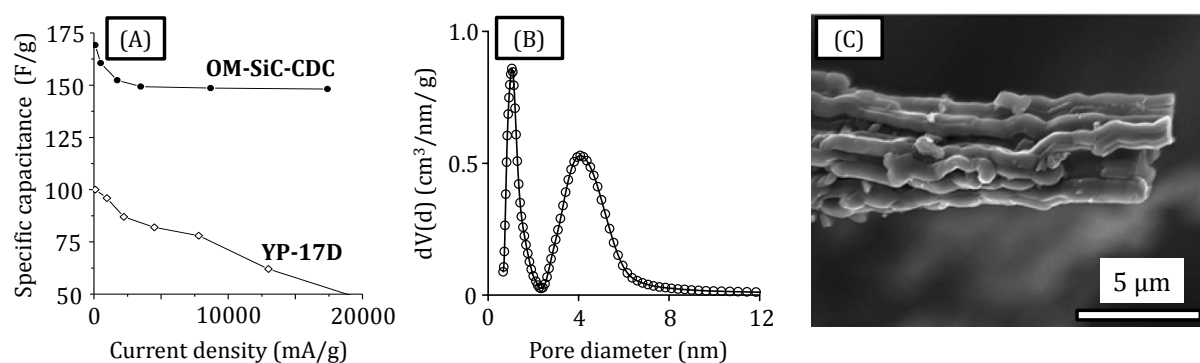 (A)
Specific capacitance (F/g)
175
150
125
100
75
50
OM-SiC-CDC
YP-17D
0
10000
20000
Current density (mA/g)
(B)
dV(d) (cm³/nm/ g)
1.0
0.5
0
0
4
8
12
Pore diameter (nm)
(C)
5 μm